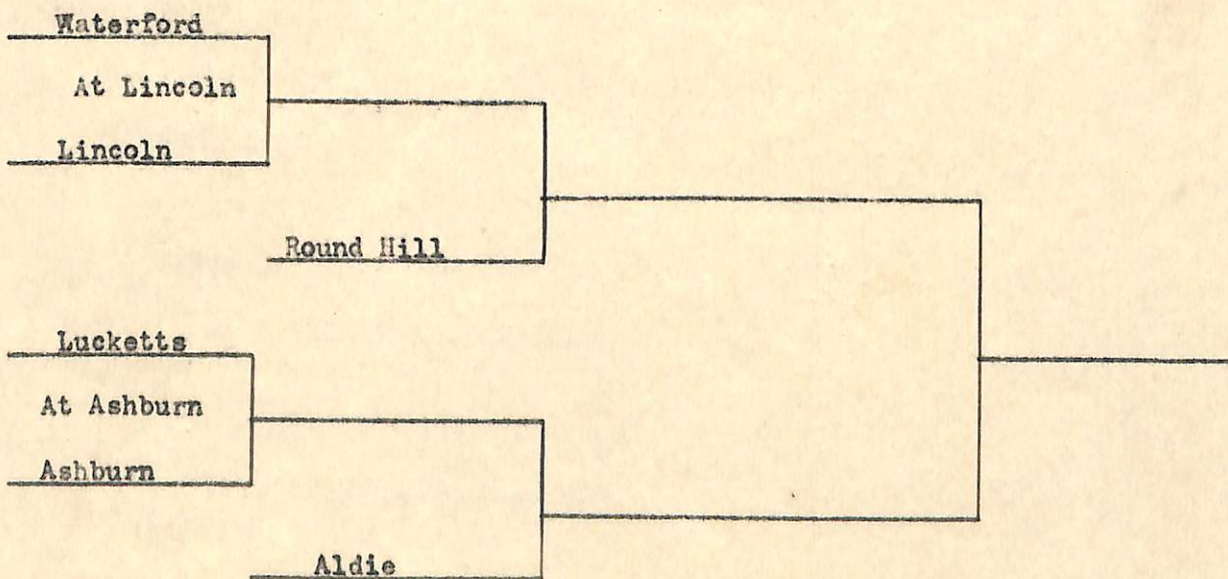 Waterford
At Lincoln
Lincoln
Round Hill
Lucketts
At Ashburn
Ashburn
Aldie